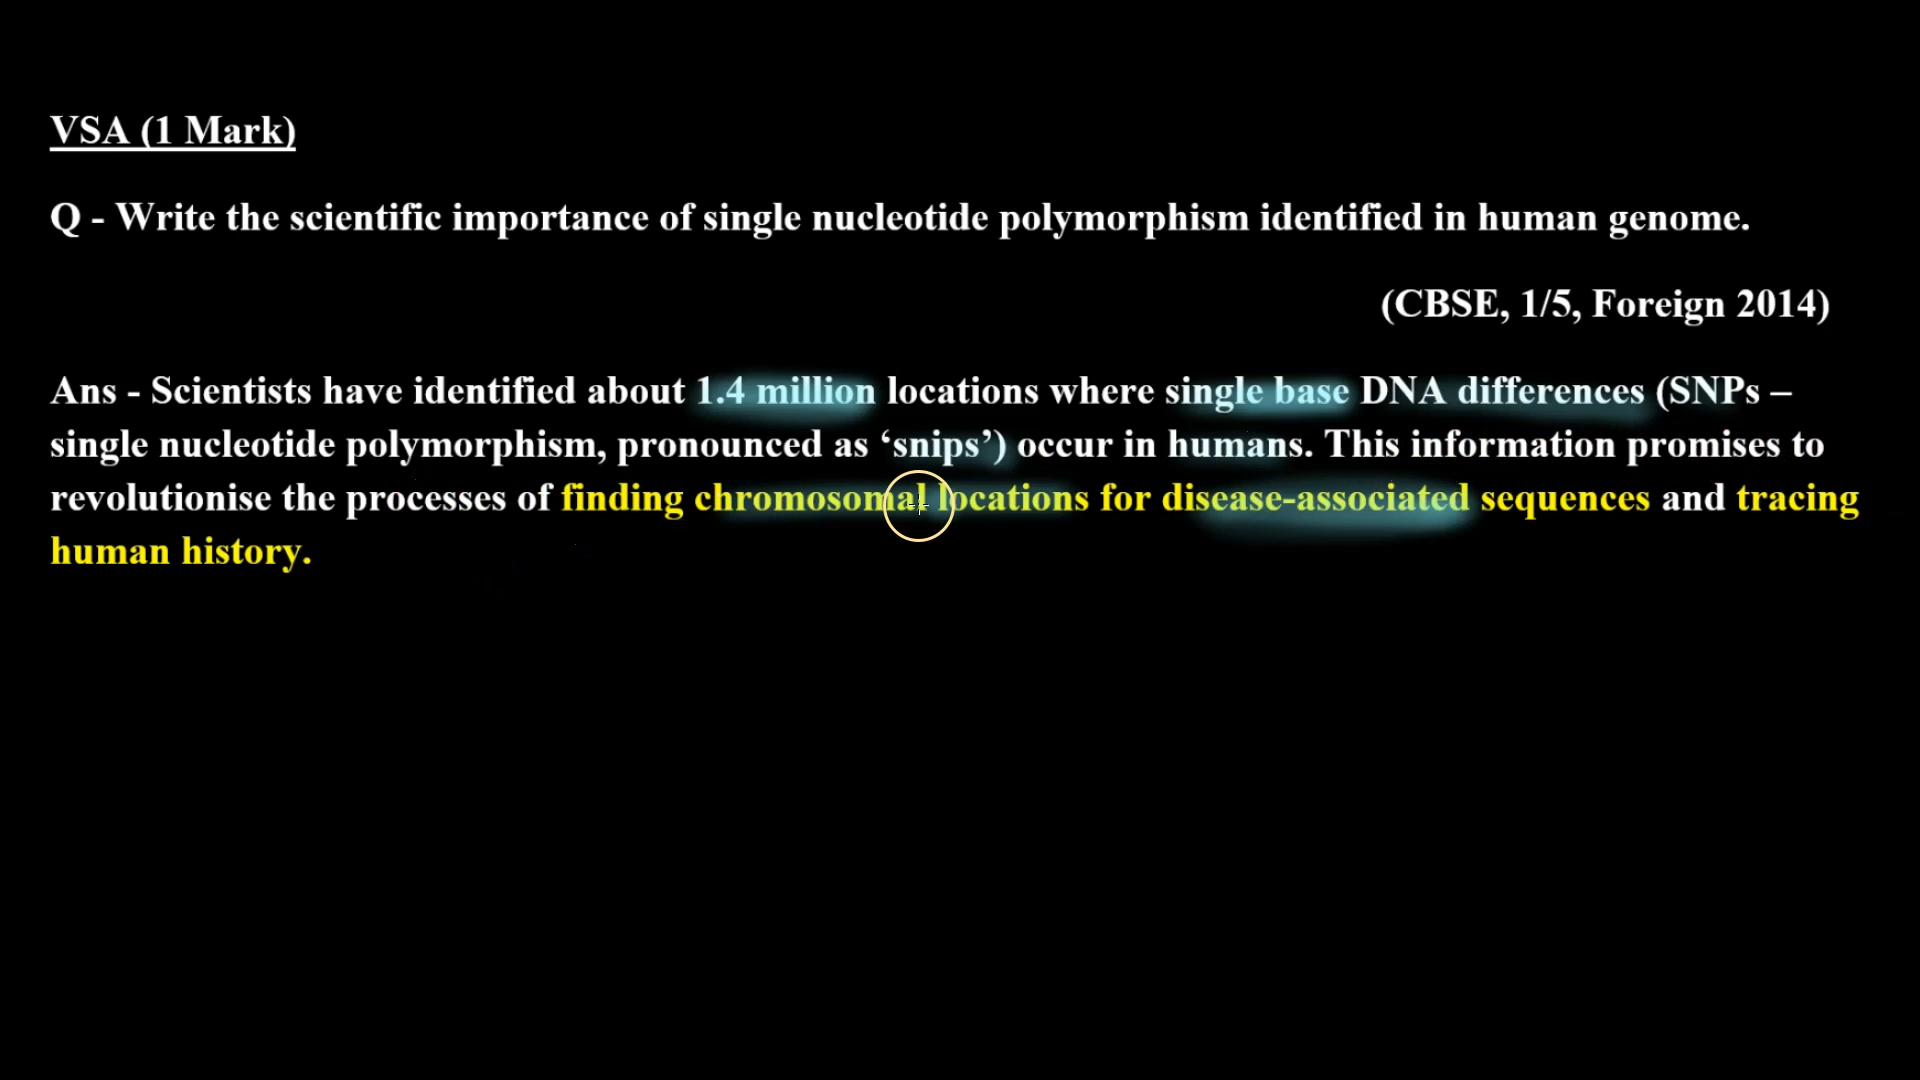 VSA (1 Mark)
Q - Write the scientific importance of single nucleotide polymorphism identified in human genome.
(CBSE, 1/5, Foreign 2014)
Ans - Scientists have identified about 1.4 million locations where single base DNA differences (SNPs –
single nucleotide polymorphism, pronounced as ‘snips’) occur in humans. This information promises to
revolutionise the processes of finding chromosomal locations for disease-associated sequences and tracing
human history.